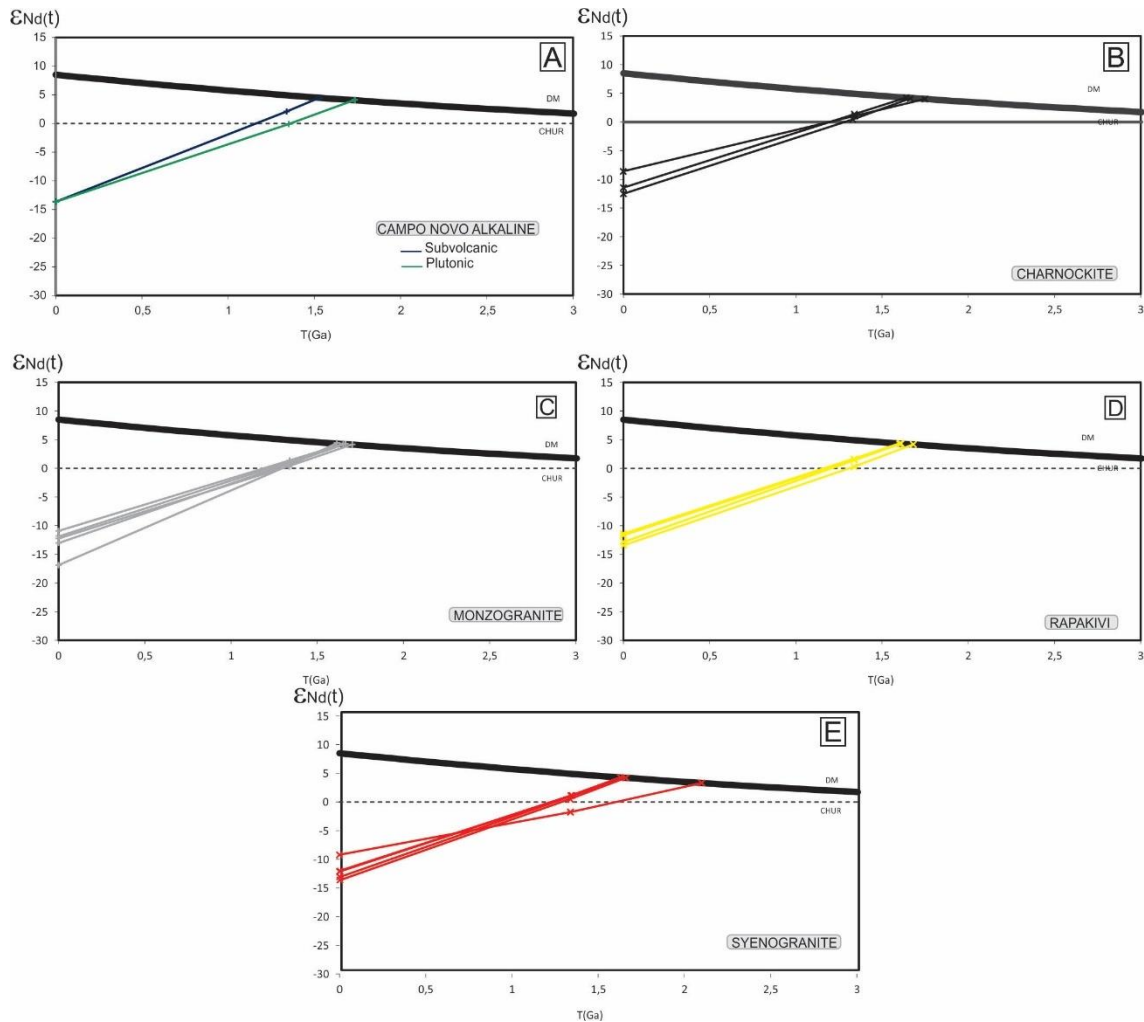 εNd(t)
A
15
10
5
0
-5
-10
-15
-20
-25
-30
DM
CHUR
CAMPO NOVO ALKALINE
Subvolcanic
Plutonic
0 0,5 1 1,5 2 2,5 3
T(Ga)
εNd(t)
B
15
10
5
0
-5
-10
-15
-20
-25
-30
DM
CHUR
CHARNOCKITE
0 0,5 1 1,5 2 2,5 3
T(Ga)
εNd(t)
C
15
10
5
0
-5
-10
-15
-20
-25
-30
DM
CHUR
MONZOGRANITE
0 0,5 1 1,5 2 2,5 3
T(Ga)
εNd(t)
D
15
10
5
0
-5
-10
-15
-20
-25
-30
DM
CHUR
RAPAKIVI
0 0,5 1 1,5 2 2,5 3
T(Ga)
εNd(t)
E
15
10
5
0
-5
-10
-15
-20
-25
-30
DM
CHUR
SYENOGRANITE
0 0,5 1 1,5 2 2,5 3
T(Ga)